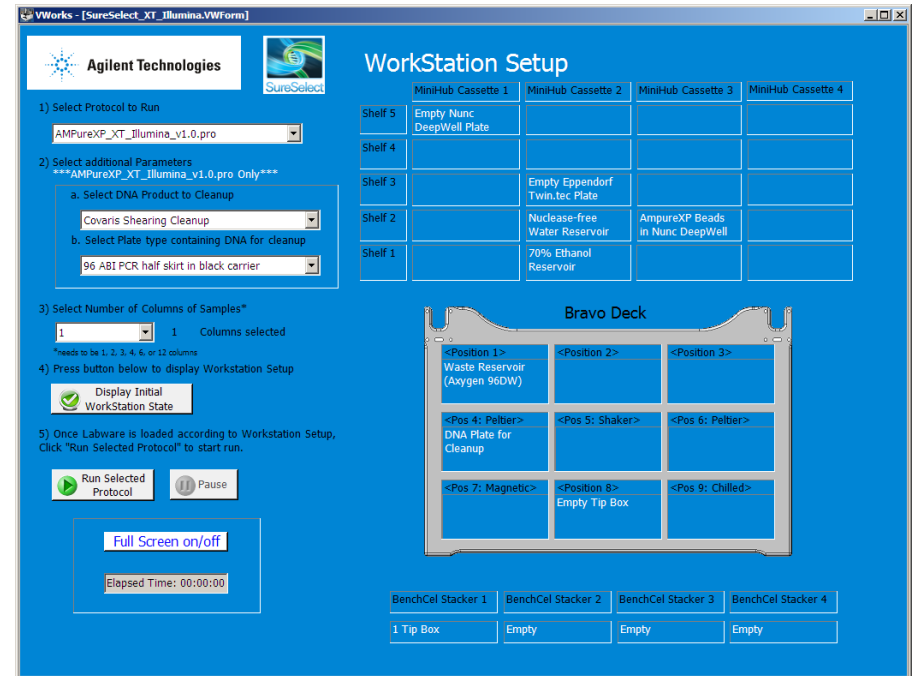 VWorks - [SureSelect_XT_Illumina.VWForm]
Agilent Technologies
SureSelect
WorkStation Setup
1) Select Protocol to Run
AMPureXP_XT_Illumina_v1.0.pro
2) Select additional Parameters
***AMPureXP_XT_Illumina_v1.0.pro Only***
a. Select DNA Product to Cleanup
Covaris Shearing Cleanup
b. Select Plate type containing DNA for cleanup
96 ABI PCR half skirt in black carrier
3) Select Number of Columns of Samples*
1 1 Columns selected
*needs to be 1, 2, 3, 4, 6, or 12 columns
4) Press button below to display Workstation Setup
Display Initial
WorkStation State
5) Once Labware is loaded according to Workstation Setup,
Click "Run Selected Protocol" to start run.
Run Selected
Protocol
Pause
Full Screen on/off
Elapsed Time: 00:00:00
MiniHub Cassette 1 MiniHub Cassette 2 MiniHub Cassette 3 MiniHub Cassette 4
Shelf 5 Empty Nunc
DeepWell Plate
Shelf 4
Shelf 3 Empty Eppendorf
Twin.tec Plate
Shelf 2 Nuclease-free AmpureXP Beads
Water Reservoir in Nunc DeepWell
Shelf 1 70% Ethanol
Reservoir
Bravo Deck
<Position 1> <Position 2> <Position 3>
Waste Reservoir
(Axygen 96DW)
<Pos 4: Peltier> <Pos 5: Shaker> <Pos 6: Peltier>
DNA Plate for
Cleanup
<Pos 7: Magnetic> <Position 8> <Pos 9: Chilled>
Empty Tip Box
BenchCel Stacker 1 BenchCel Stacker 2 BenchCel Stacker 3 BenchCel Stacker 4
1 Tip Box Empty Empty Empty